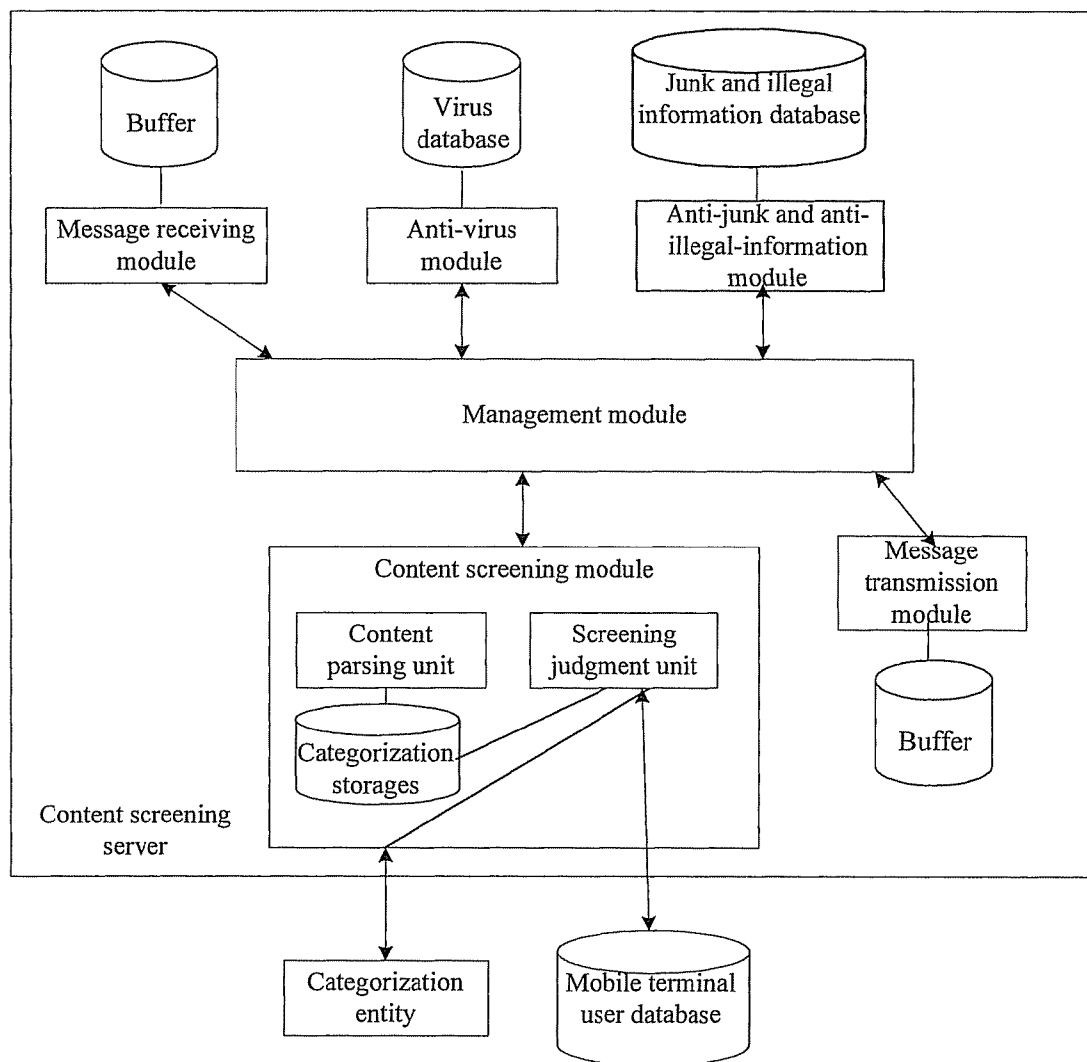 Buffer
Virus
database
Junk and illegal
information database
Message receiving
module
Anti-virus
module
Anti-junk and anti-
illegal-information
module
Management module
Content screening module
Content
parsing unit
Screening
judgment unit
Categorization
storages
Message
transmission
module
Buffer
Content screening
server
Categorization
entity
Mobile terminal
user database